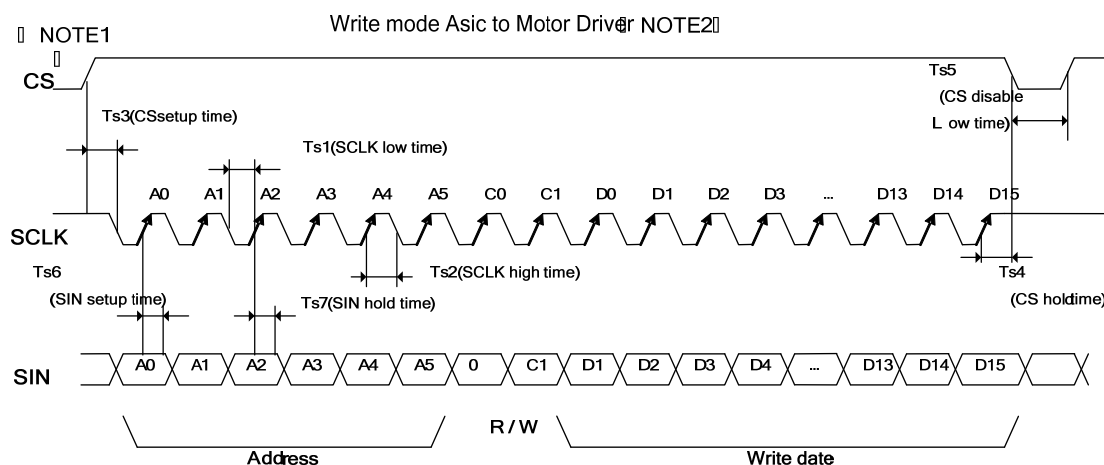 Write mode Asic to Motor Driver▯ NOTE2▯
▯ NOTE1
▯
CS
Ts5
(CS disable
L ow time)
Ts3(CSsetup time)
Ts1(SCLK low time)
A0 A1 A2 A3 A4 A5 C0 C1 D0 D1 D2 D3 ... D13 D14 D15
SCLK
Ts6
(SIN setup time)
Ts2(SCLK high time)
Ts7(SIN hold time)
Ts4
(CS holdtime)
SIN
A0 A1 A2 A3 A4 A5 0 C1 D1 D2 D3 D4 ... D13 D14 D15
R / W
Address
Write date